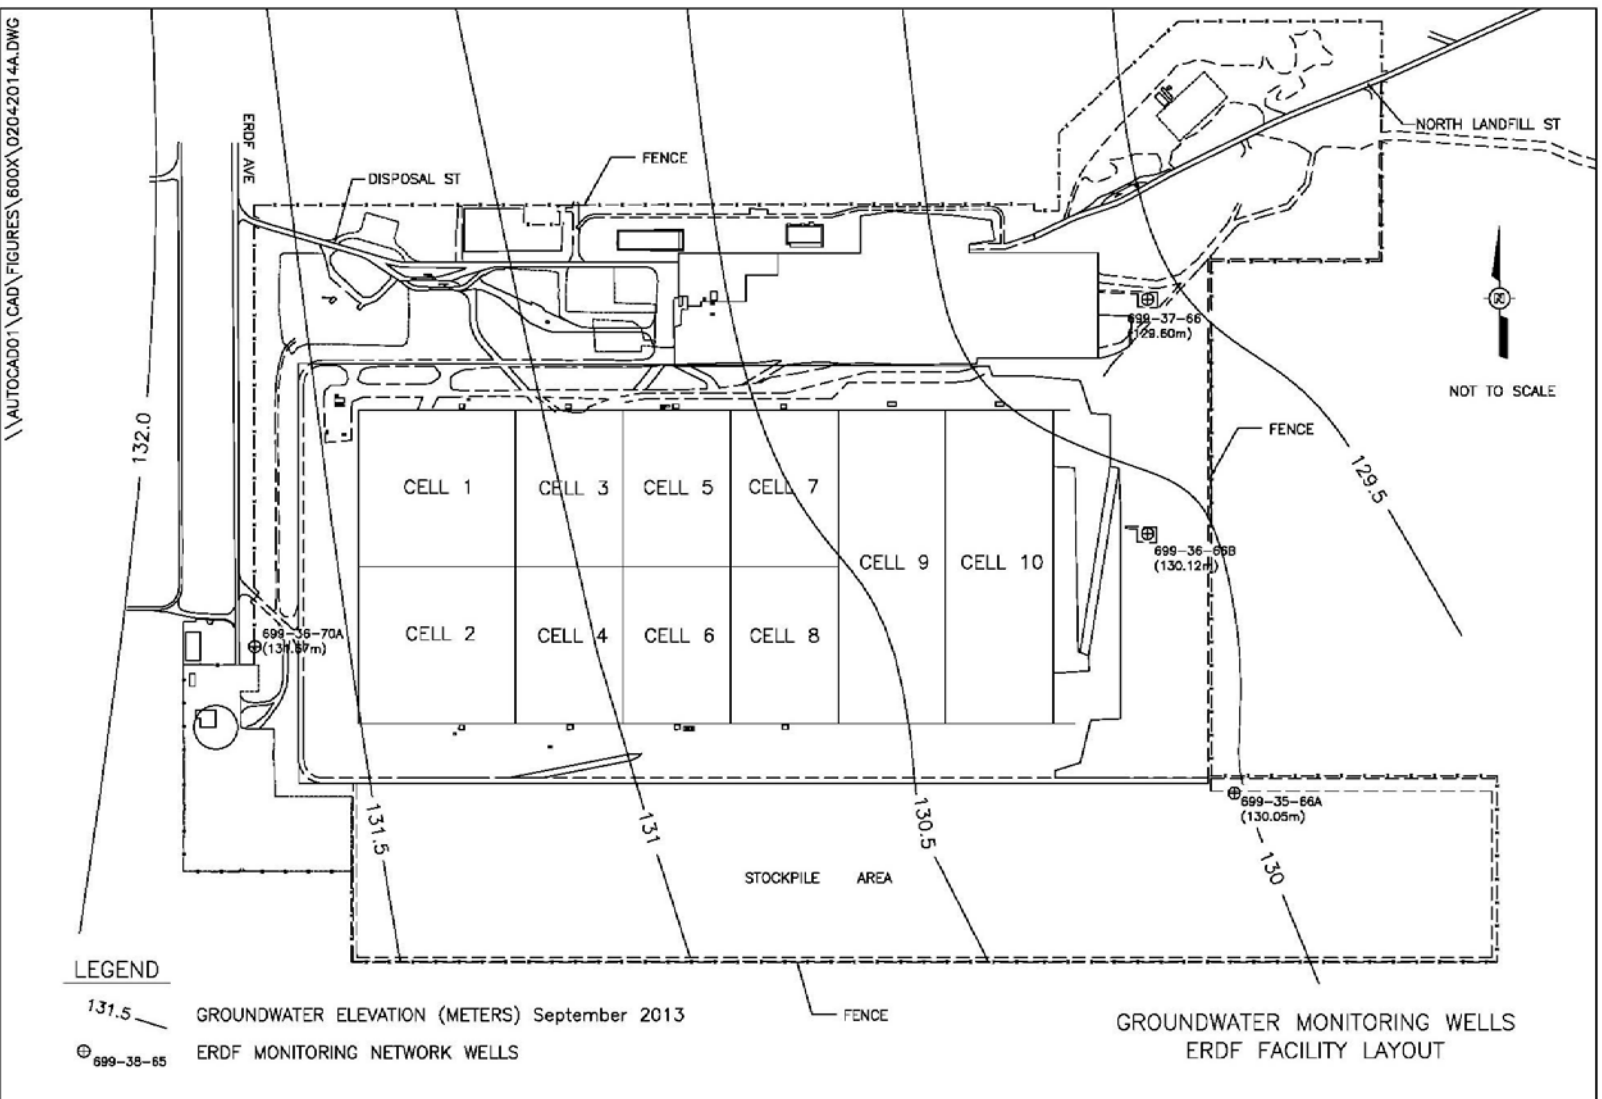 \\AUTOCAD01\CAD\FIGURES\600X\02042014A.DWG
ERDF AVE
DISPOSAL ST
FENCE
NORTH LANDFILL ST
N
NOT TO SCALE
699-37-66
(129.60m)
132.0
FENCE
129.5
CELL 1
CELL 3
CELL 5
CELL 7
CELL 9
CELL 10
699-36-66B
(130.12m)
CELL 2
CELL 4
CELL 6
CELL 8
699-36-70A
(131.67m)
131.5
131
130.5
699-35-66A
(130.05m)
130
STOCKPILE AREA
LEGEND
131.5
GROUNDWATER ELEVATION (METERS) September 2013
699-38-65
ERDF MONITORING NETWORK WELLS
FENCE
GROUNDWATER MONITORING WELLS
ERDF FACILITY LAYOUT